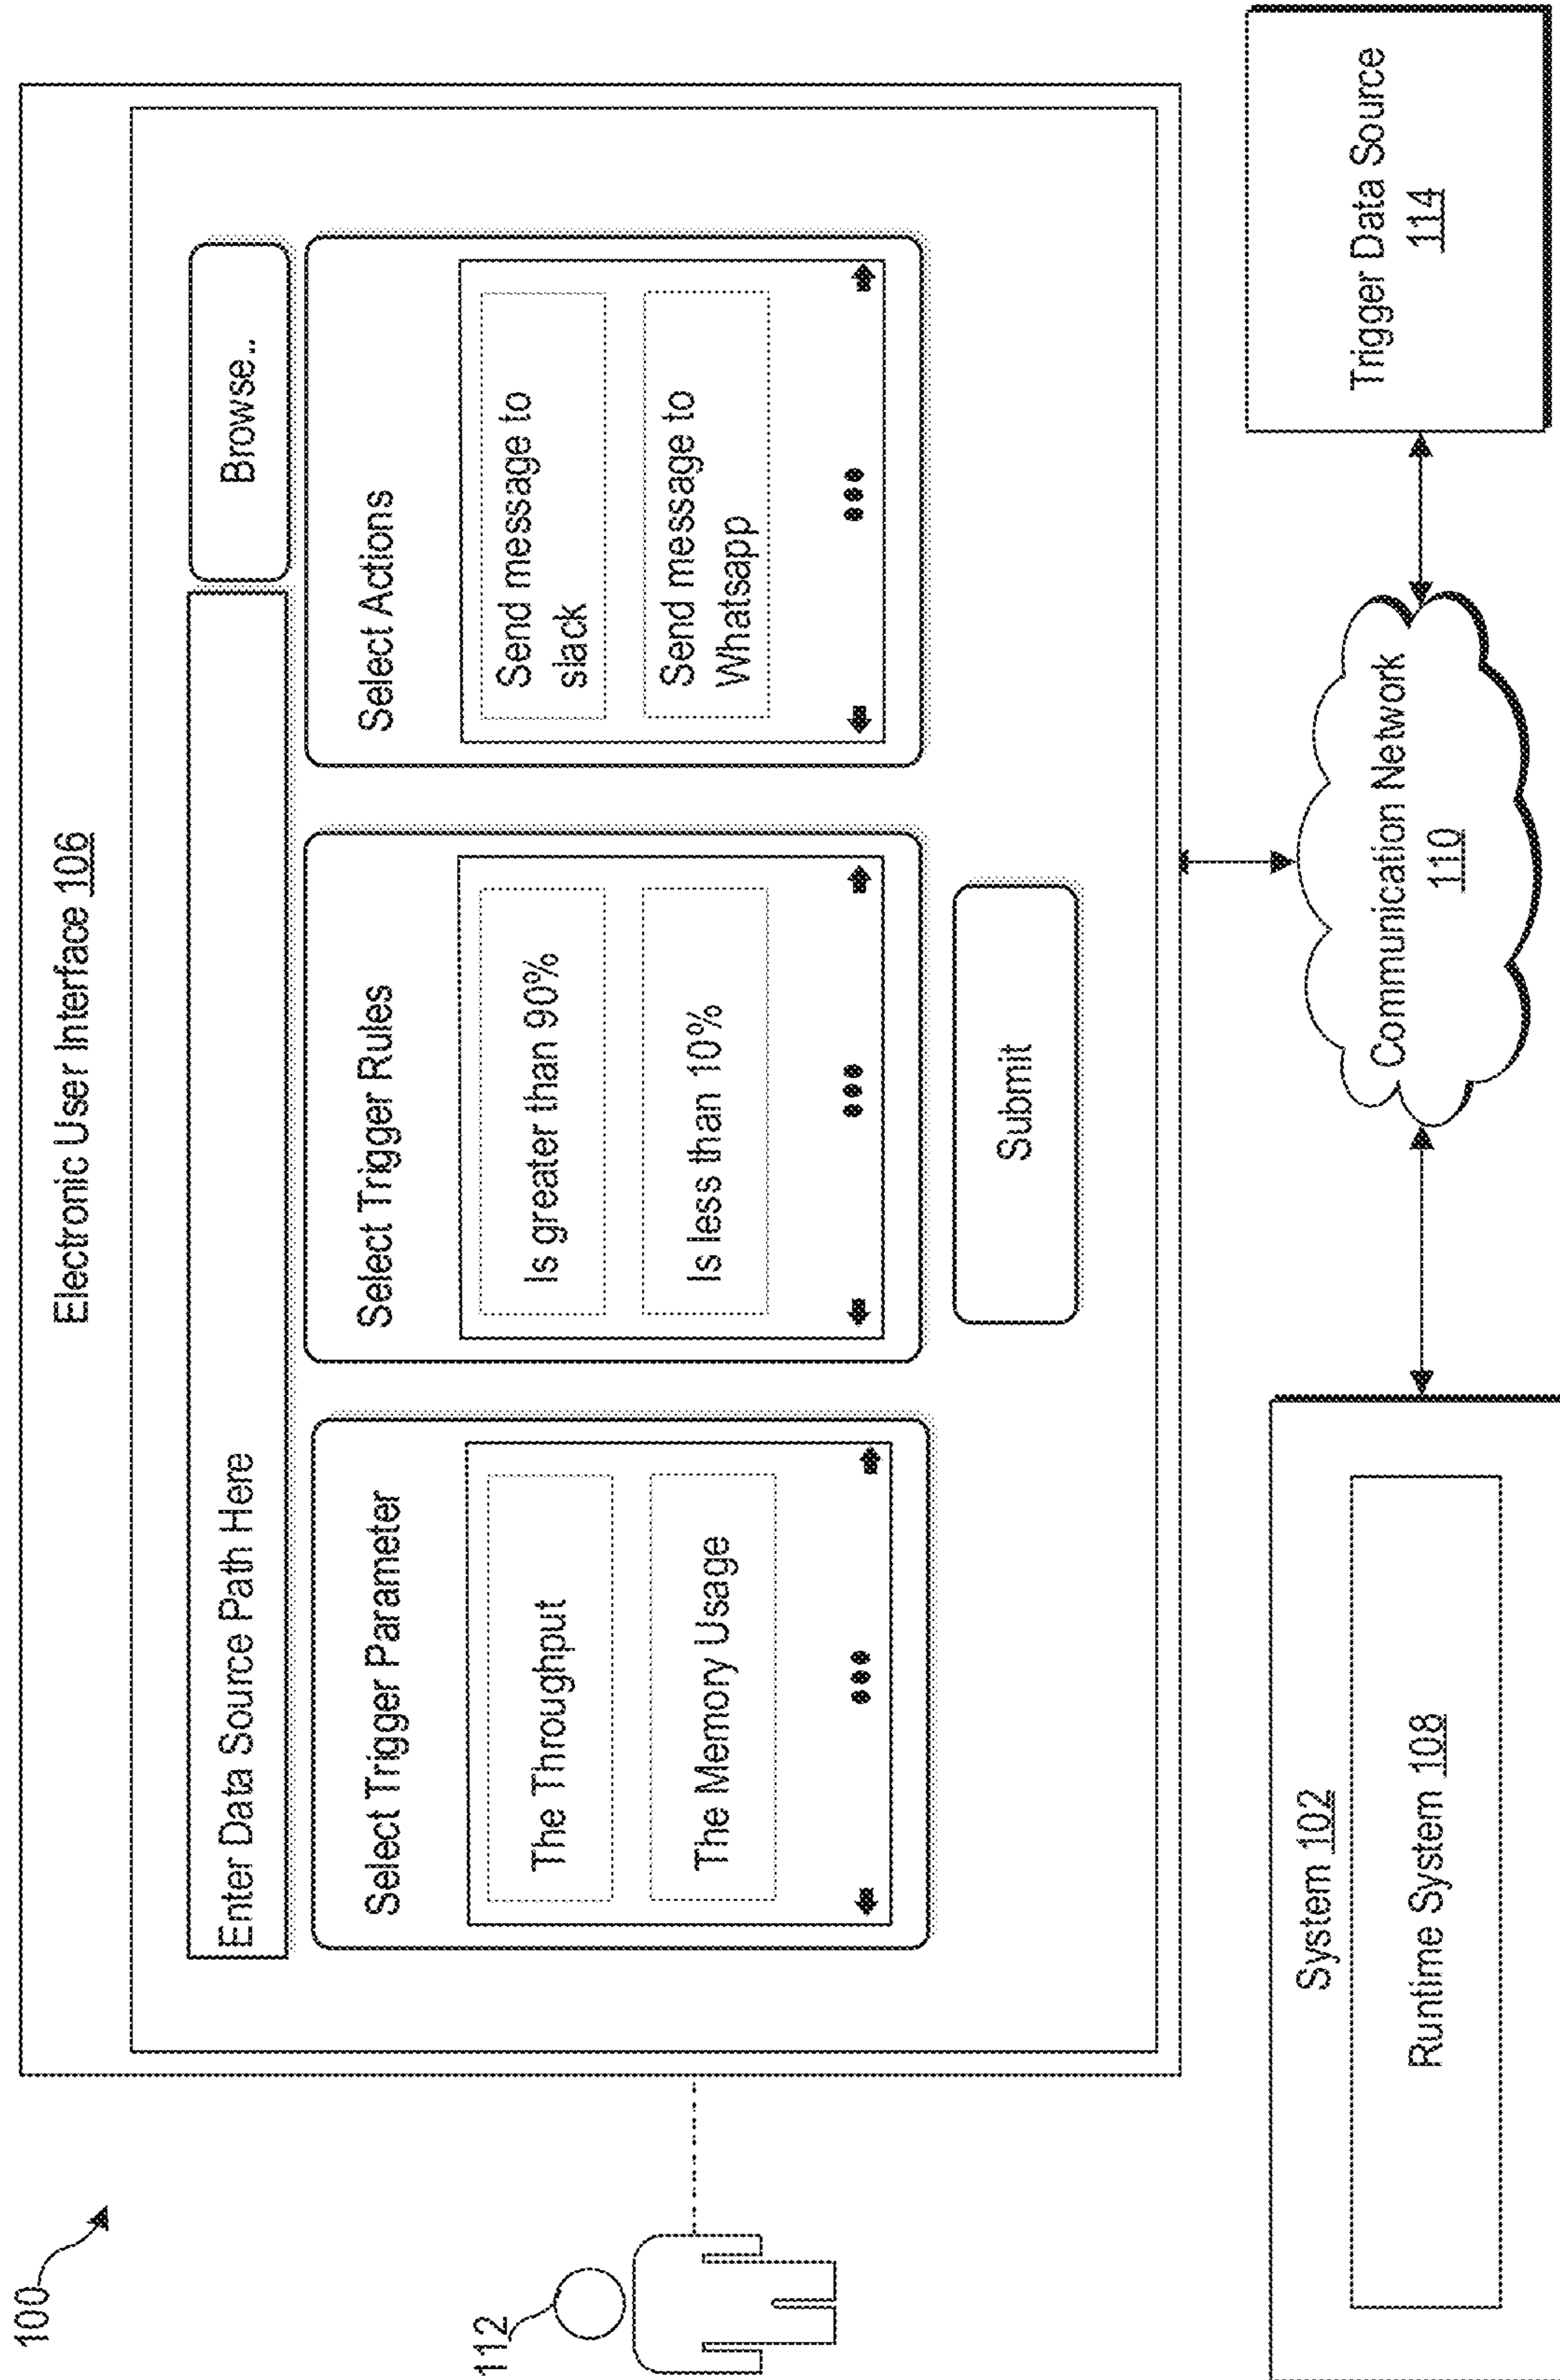 100
112
Electronic User Interface 106
Enter Data Source Path Here
Browse..
Select Trigger Parameter
The Throughput
The Memory Usage
Select Trigger Rules
Is greater than 90%
Is less than 10%
Select Actions
Send message to
slack
Send message to
Whatsapp
Submit
System 102
Runtime System 108
Communication Network
110
Trigger Data Source
114